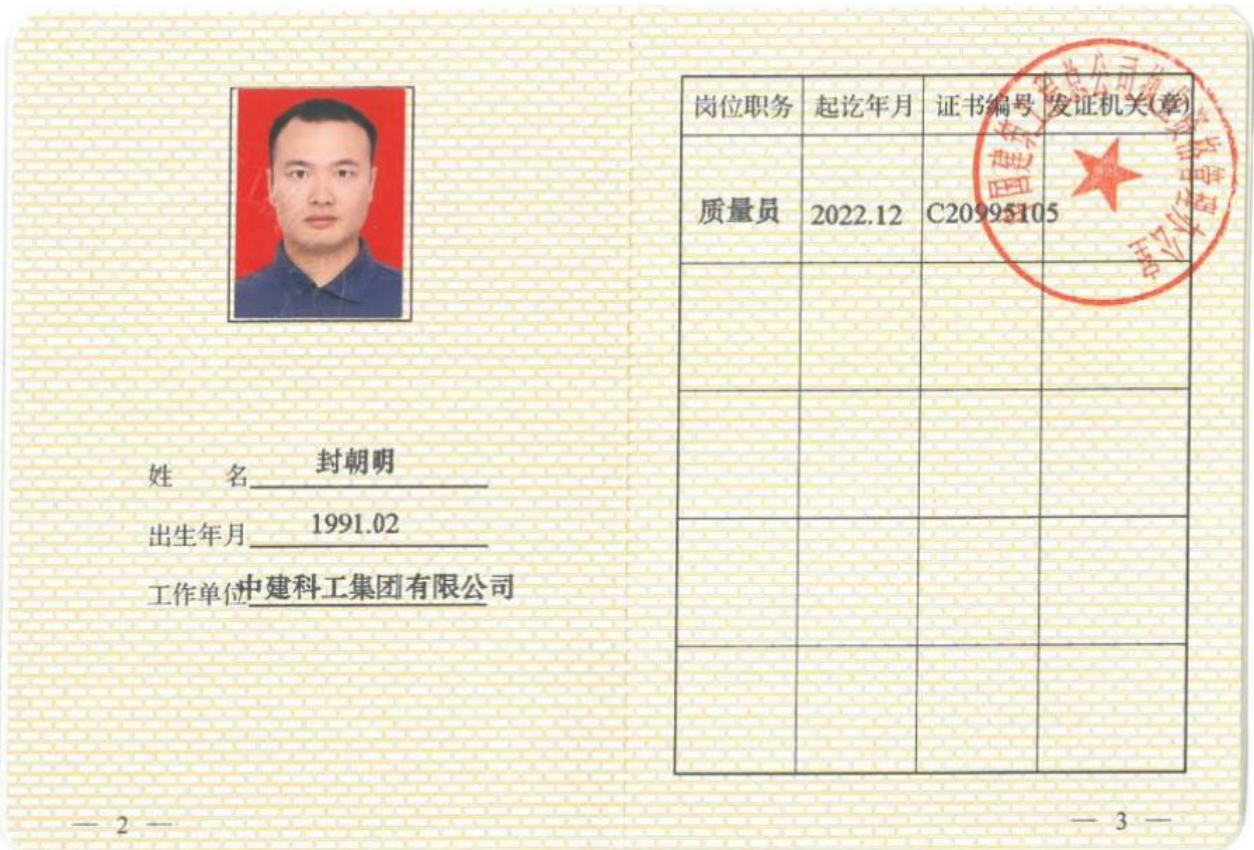 姓 名 封朝明
出生年月 1991.02
工作单位 中建科工集团有限公司
— 2 —
岗位职务 起讫年月 证书编号 发证机关(章)
质量员 2022.12 C20995105
— 3 —